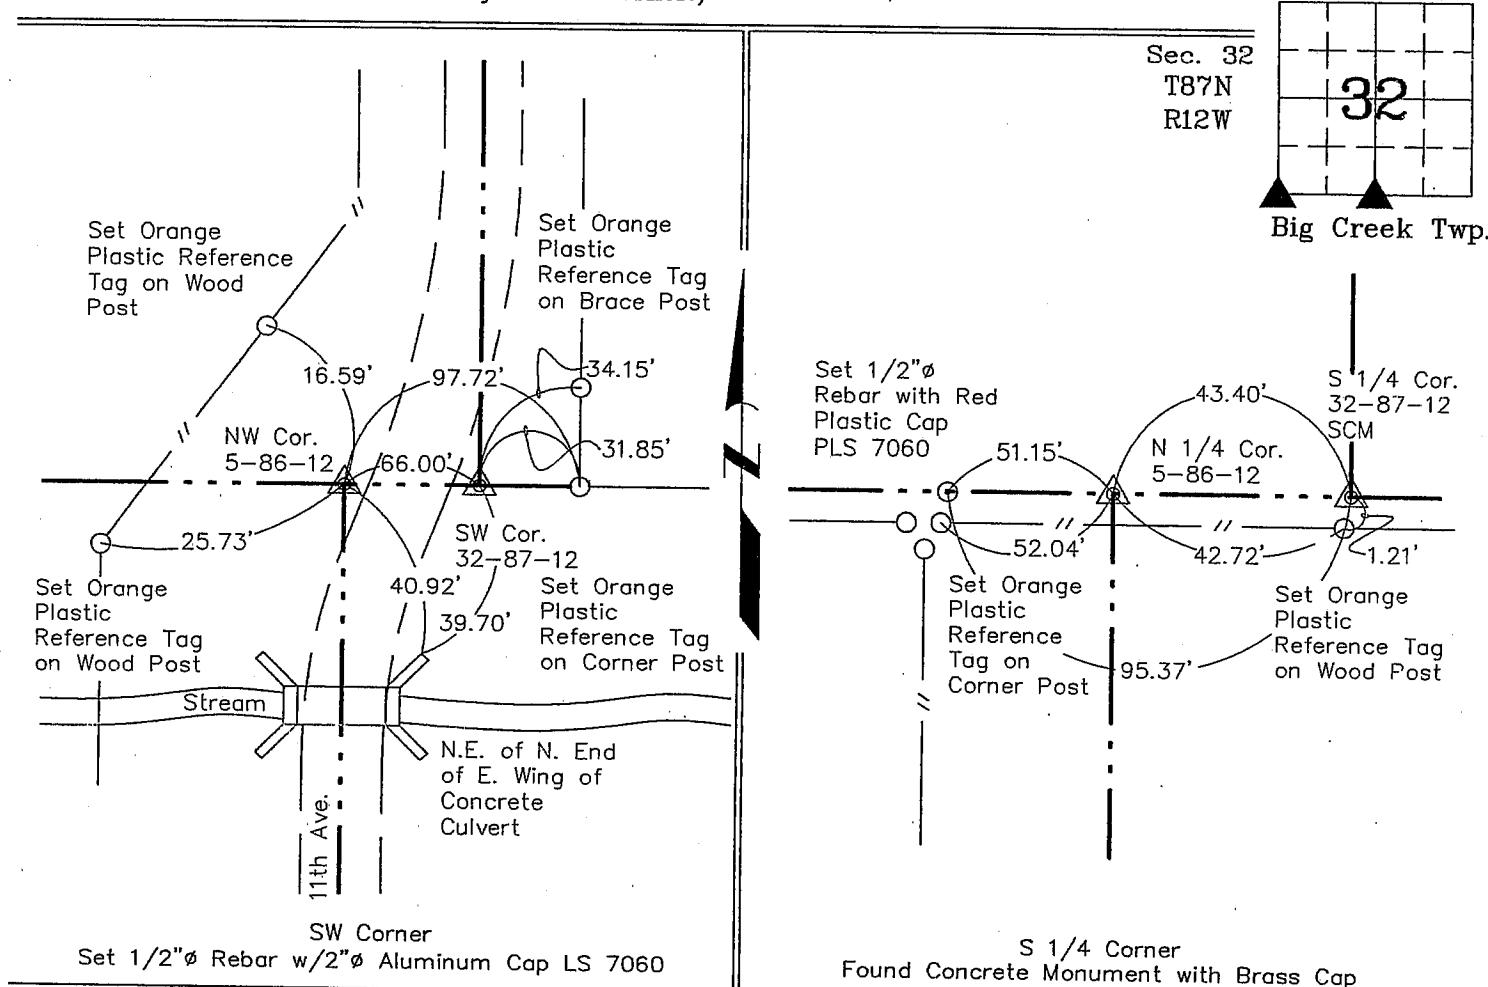 Sec. 32
T87N
R12W
32
Big Creek Twp.
Set Orange
Plastic Reference
Tag on Wood
Post
Set Orange
Plastic
Reference Tag
on Brace Post
16.59'
97.72'
34.15'
NW Cor.
5-86-12
66.00'
31.85'
25.73'
SW Cor.
32-87-12
40.92'
39.70'
Set Orange
Plastic
Reference Tag
on Wood Post
Set Orange
Plastic
Reference Tag
on Corner Post
Stream
N.E. of N. End
of E. Wing of
Concrete
Culvert
11th Ave.
SW Corner
Set 1/2"ø Rebar w/2"ø Aluminum Cap LS 7060
Set 1/2"ø
Rebar with Red
Plastic Cap
PLS 7060
43.40'
S 1/4 Cor.
32-87-12
SCM
51.15'
N 1/4 Cor.
5-86-12
52.04'
42.72'
1.21'
Set Orange
Plastic
Reference
Tag on
Corner Post
Set Orange
Plastic
Reference Tag
on Wood Post
95.37'
S 1/4 Corner
Found Concrete Monument with Brass Cap